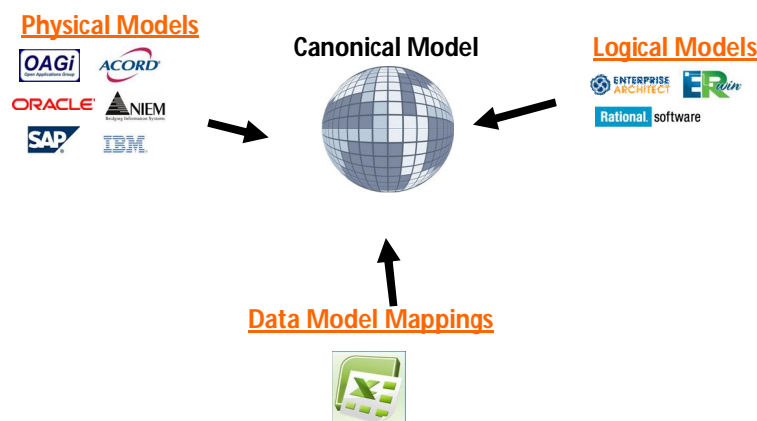 Physical Models
OAGi
Open Applications Group
ACORD
ORACLE
NIEM
Bridging Information Systems
SAP
IBM
Canonical Model
Logical Models
ENTERPRISE
ARCHITECT
ERwin
Rational software
Data Model Mappings